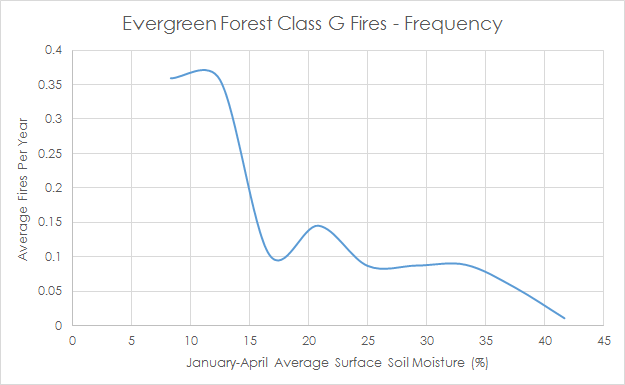 Evergreen Forest Class G Fires - Frequency
0.4
0.35
0.3
0.25
0.2
0.15
0.1
0.05
0
Average Fires Per Year
0 5 10 15 20 25 30 35 40 45
January-April Average Surface Soil Moisture (%)